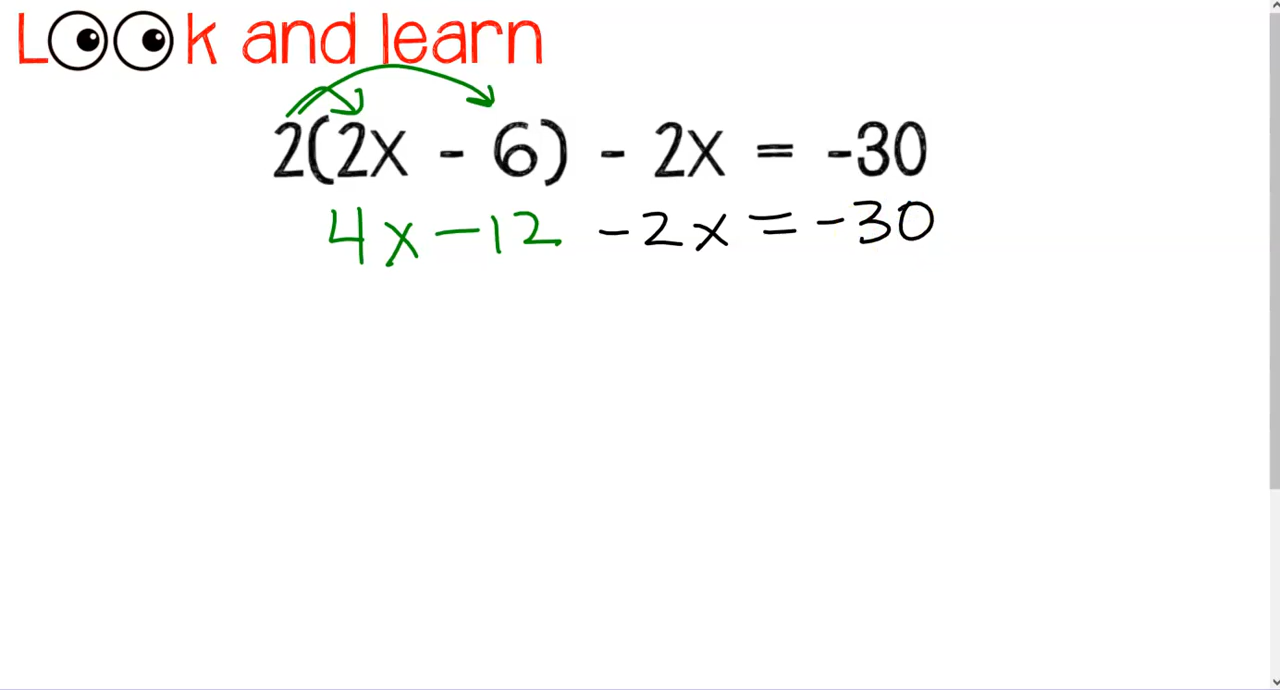 Look and learn
2(2x - 6) - 2x = -30
4x - 12 - 2x = -30